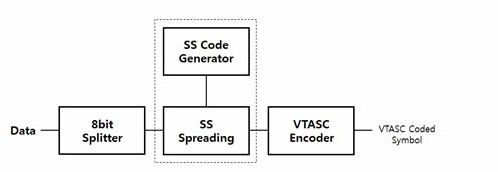 SS Code
Generator
Data
8bit
Splitter
SS
Spreading
VTASC
Encoder
VTASC Coded
Symbol